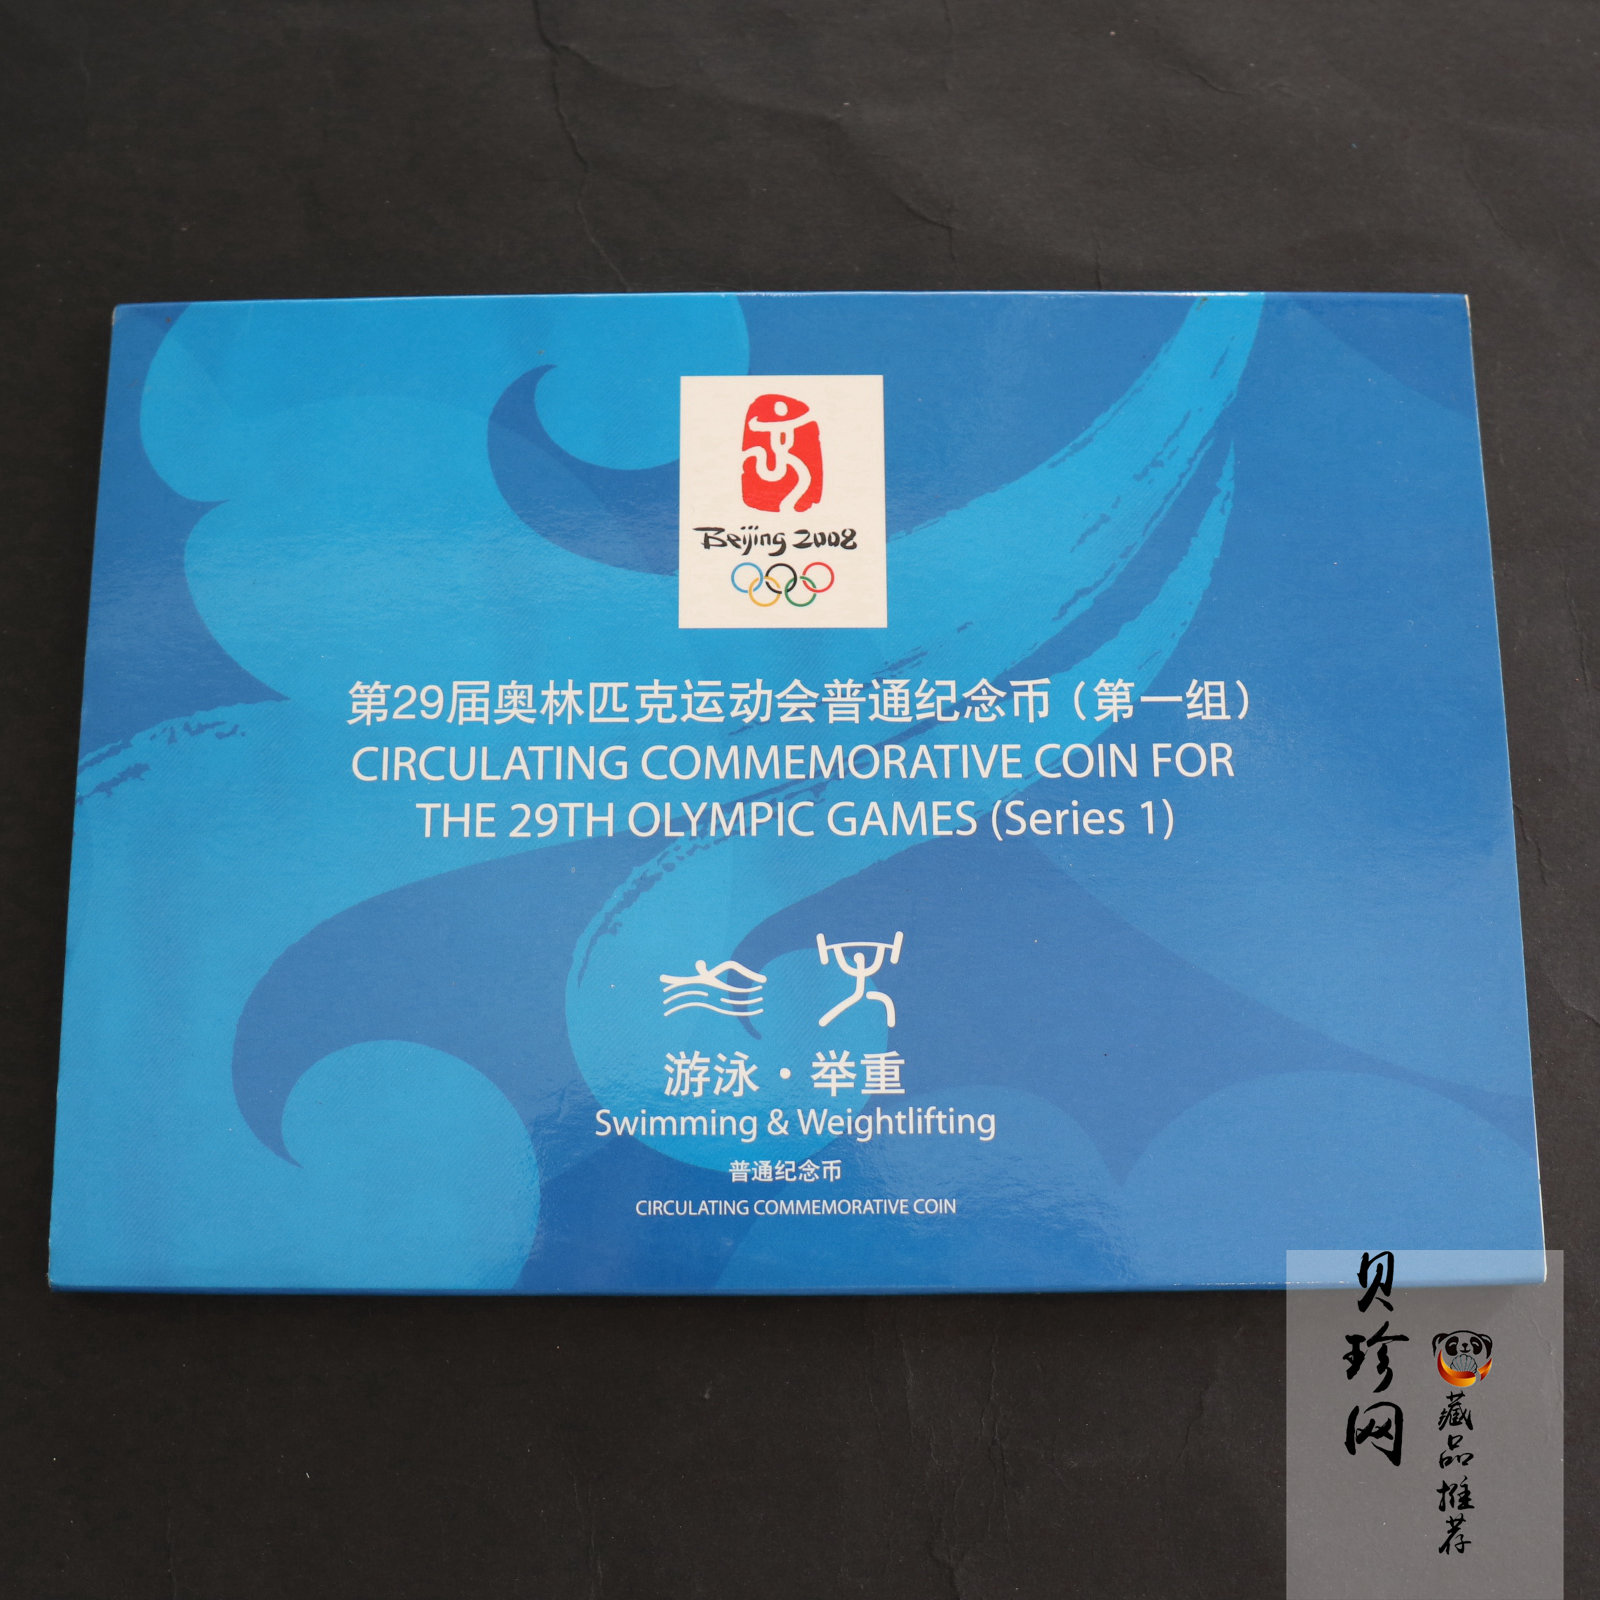 Beijing 2008
第29届奥林匹克运动会普通纪念币（第一组）
CIRCULATING COMMEMORATIVE COIN FOR
THE 29TH OLYMPIC GAMES (Series 1)
游泳·举重
Swimming & Weightlifting
普通纪念币
CIRCULATING COMMEMORATIVE COIN
贝珍网
藏品推荐